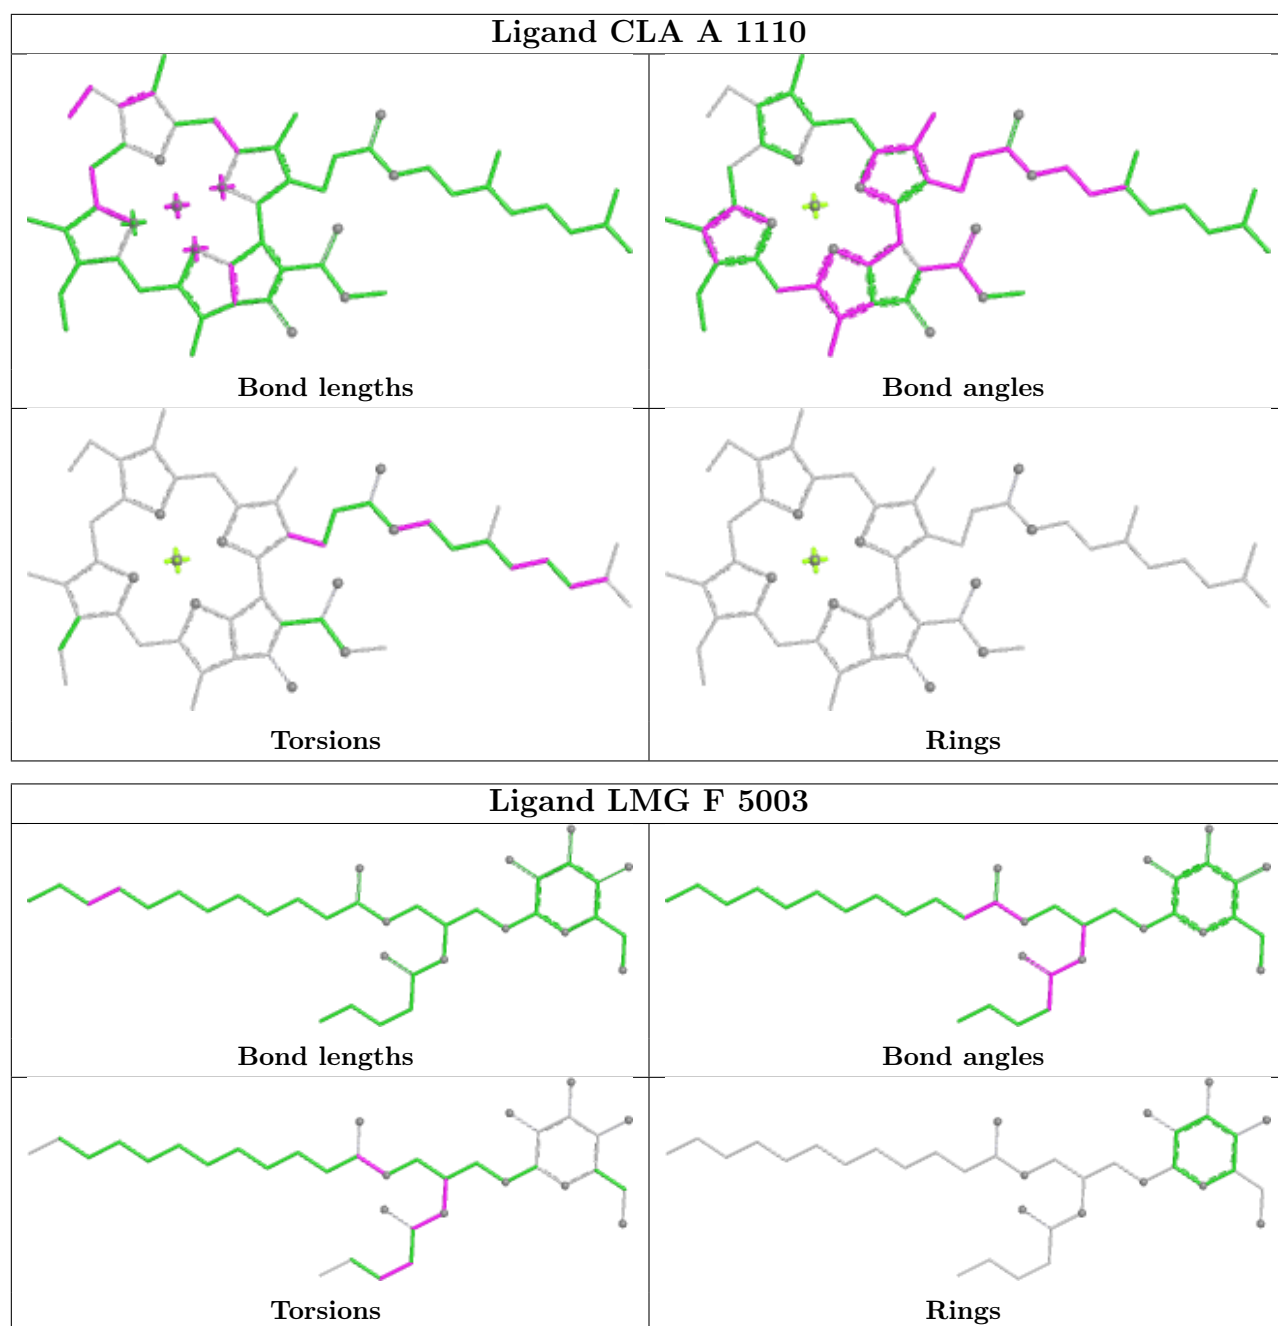 Ligand CLA A 1110
Bond lengths
Bond angles
Torsions
Rings
Ligand LMG F 5003
Bond lengths
Bond angles
Torsions
Rings